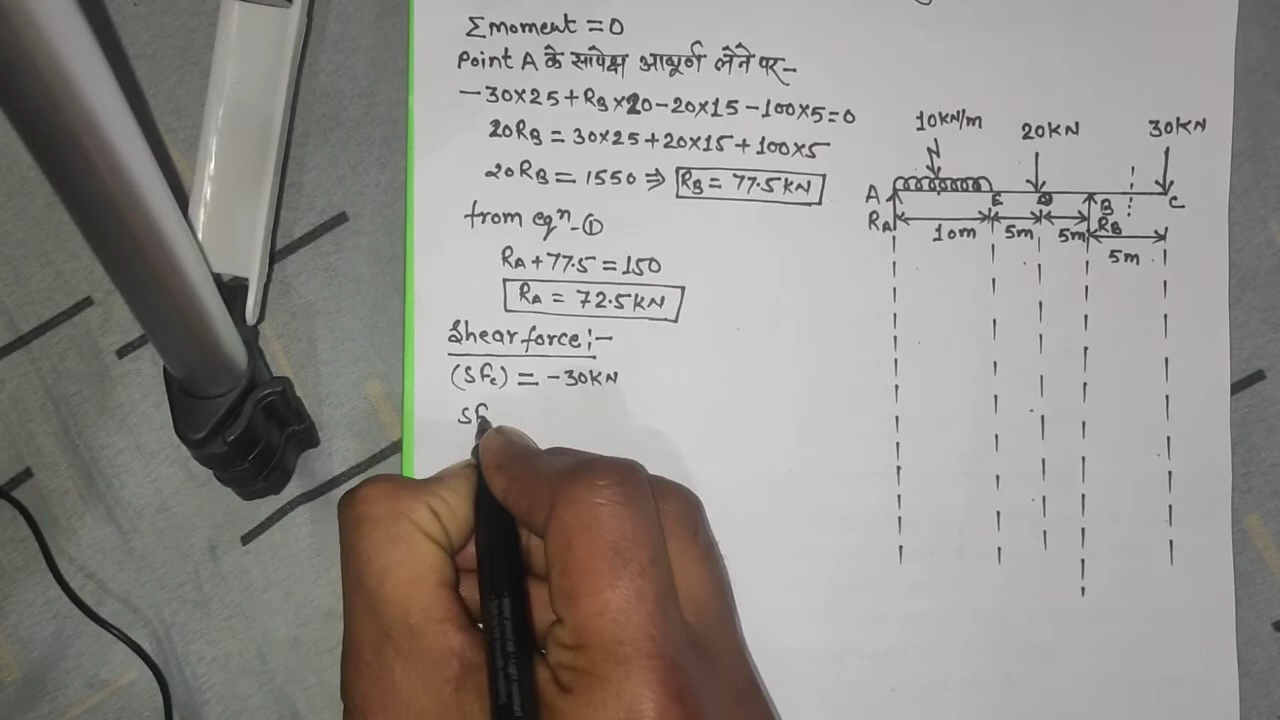 Σmoment = 0
Point A के सापेक्ष आघूर्ण लेने पर-
-30×25+RB×20-20×15-100×5=0
20RB = 30×25+20×15+100×5
20RB = 1550 ⇒ RB = 77.5KN
from eqn-①
RA+77.5=150
RA = 72.5KN
Shear force:-
(SFc) = -30KN
SF
10KN/m 20KN 30KN
A E D B C
RA 10m 5m 5m RB
5m